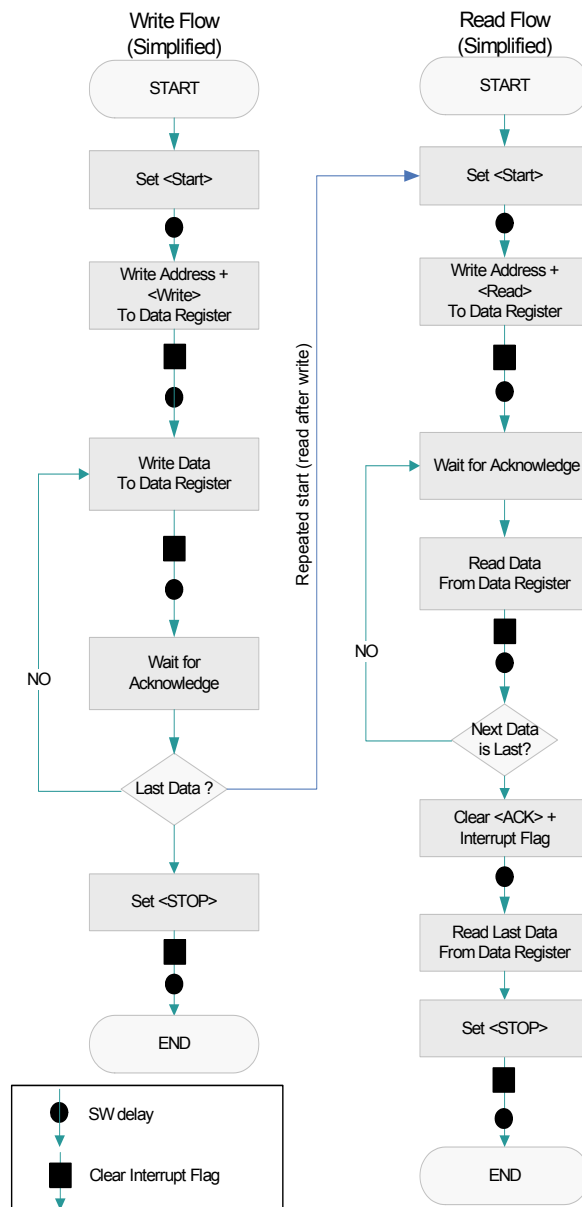 Write Flow
(Simplified)
START
Set <Start>
Write Address +
<Write>
To Data Register
Write Data
To Data Register
Wait for
Acknowledge
NO
Last Data ?
Set <STOP>
END
SW delay
Clear Interrupt Flag
Repeated start (read after write)
Read Flow
(Simplified)
START
Set <Start>
Write Address +
<Read>
To Data Register
Wait for Acknowledge
Read Data
From Data Register
NO
Next Data
is Last?
Clear <ACK> +
Interrupt Flag
Read Last Data
From Data Register
Set <STOP>
END